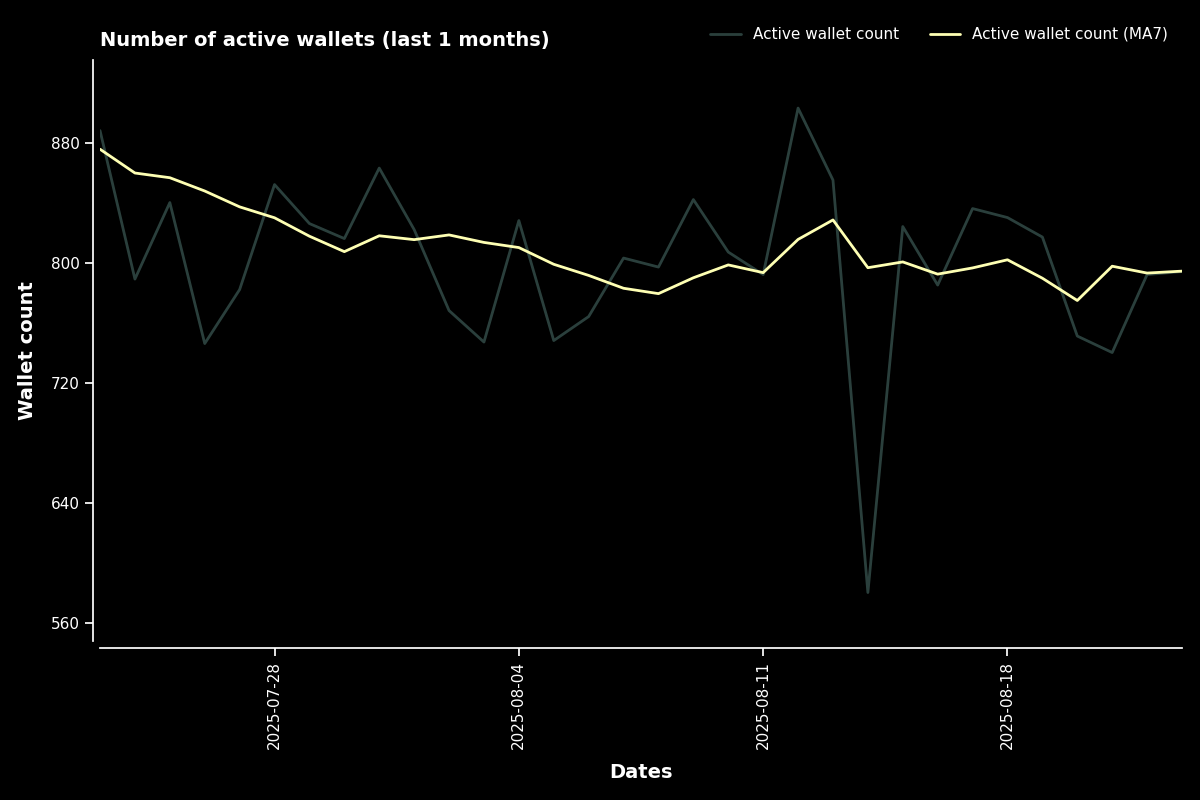 Number of active wallets (last 1 months)
Active wallet count
Active wallet count (MA7)
Wallet count
880
800
720
640
560
2025-07-28
2025-08-04
2025-08-11
2025-08-18
Dates